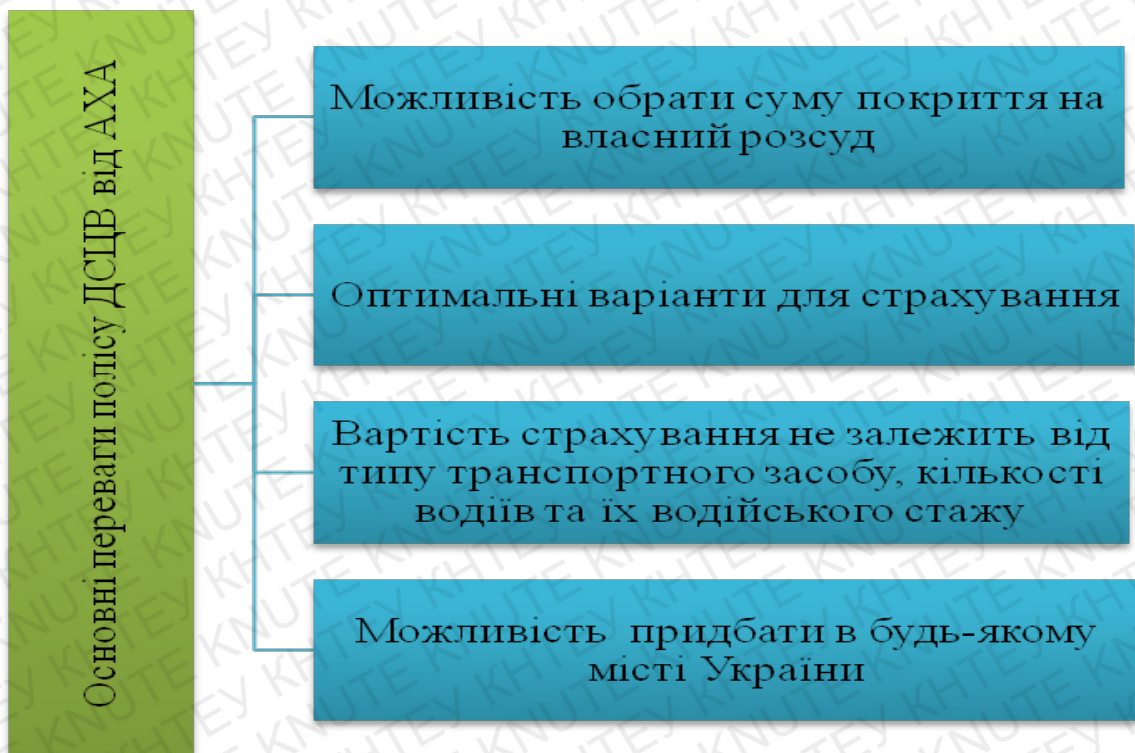 Основні переваги полісу ДСЦВ від АХА
Можливість обрати суму покриття на
власний розсуд
Оптимальні варіанти для страхування
Вартість страхування не залежить від
типу транспортного засобу, кількості
водіїв та їх водійського стажу
Можливість придбати в будь-якому
місті України